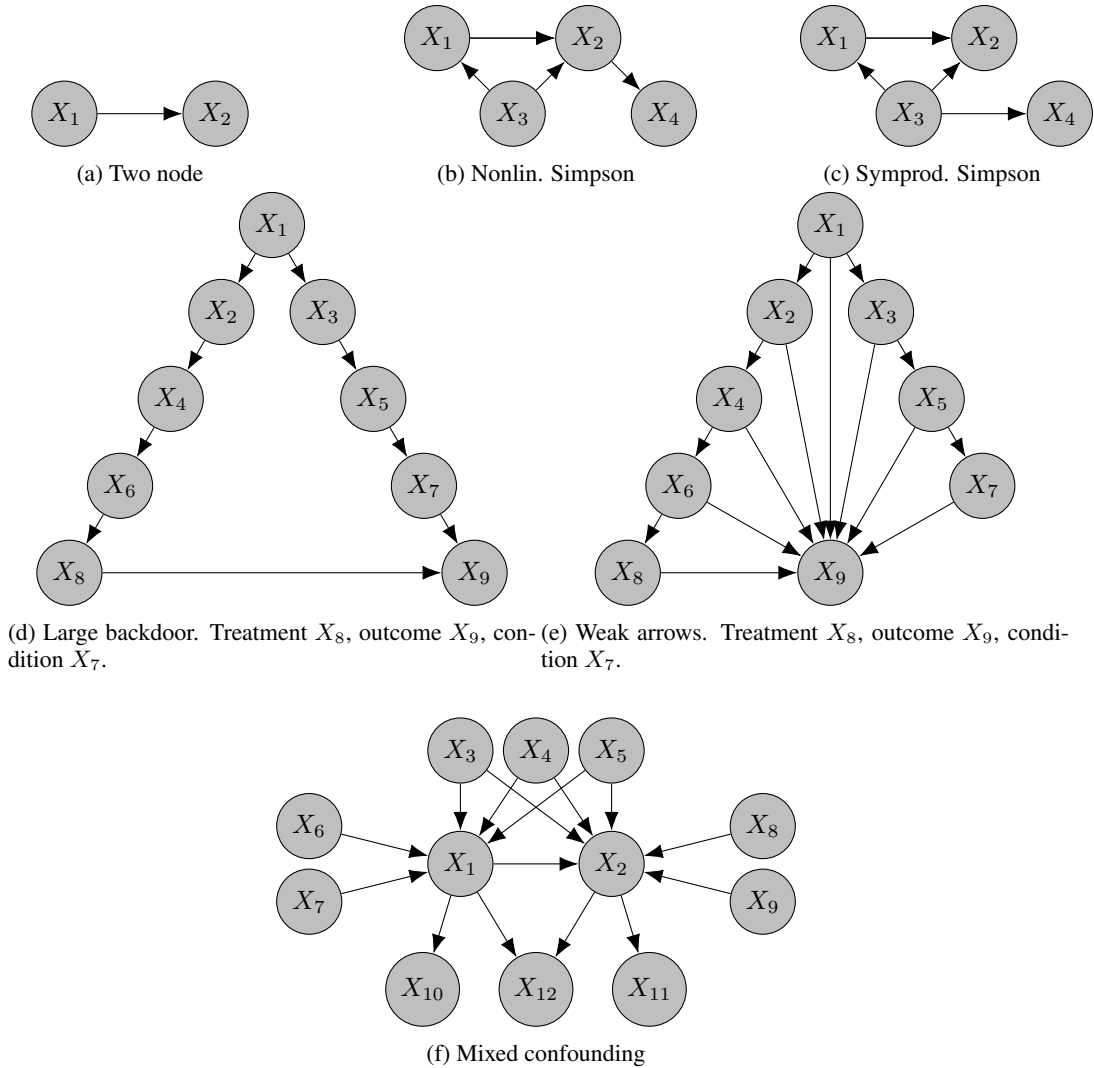 X1 X2 X1 X2
X1 X2 X3 X4 X3 X4
(a) Two node (b) Nonlin. Simpson (c) Symprod. Simpson
X1 X1
X2 X3 X2 X3
X4 X5 X4 X5
X6 X7 X6 X7
X8 X9 X8 X9
(d) Large backdoor. Treatment X8, outcome X9, con-
dition X7.
(e) Weak arrows. Treatment X8, outcome X9, condi-
tion X7.
X3 X4 X5
X6 X8
X1 X2
X7 X9
X10 X12 X11
(f) Mixed confounding